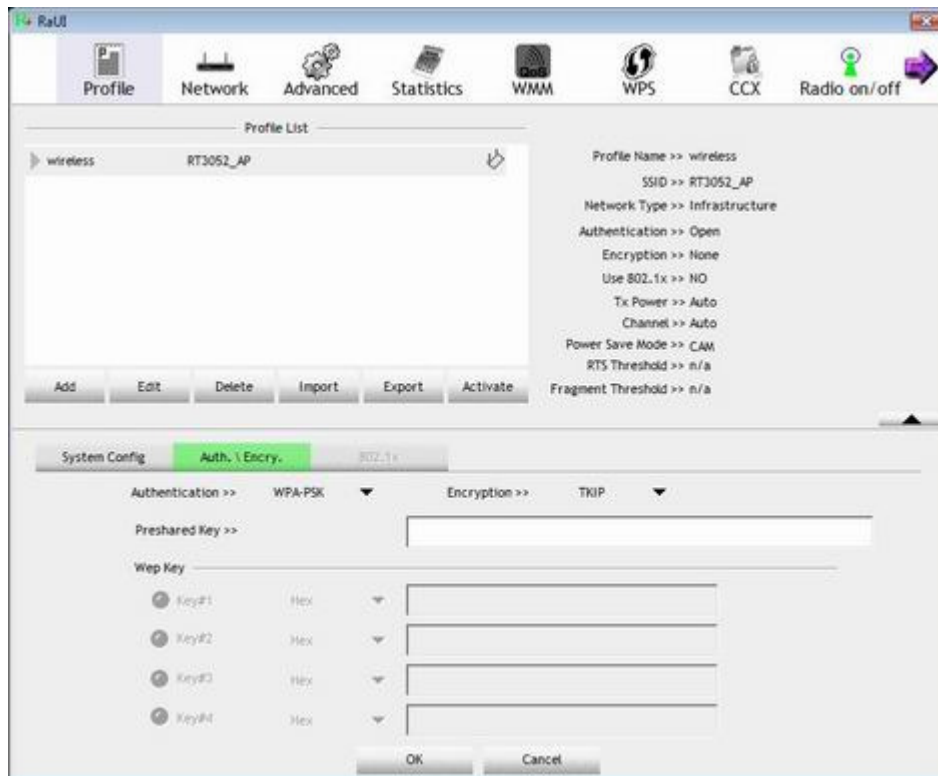 RaUI
Profile Network Advanced Statistics QoS WMM WPS CCX Radio on/off
Profile List
wireless RT3052_AP
Add Edit Delete Import Export Activate
Profile Name >> wireless
SSID >> RT3052_AP
Network Type >> Infrastructure
Authentication >> Open
Encryption >> None
Use 802.1x >> NO
Tx Power >> Auto
Channel >> Auto
Power Save Mode >> CAM
RTS Threshold >> n/a
Fragment Threshold >> n/a
System Config Auth. \ Encry. 802.1x
Authentication >> WPA-PSK Encryption >> TKIP
Preshared Key >>
Wep Key
Key#1 Hex
Key#2 Hex
Key#3 Hex
Key#4 Hex
OK Cancel